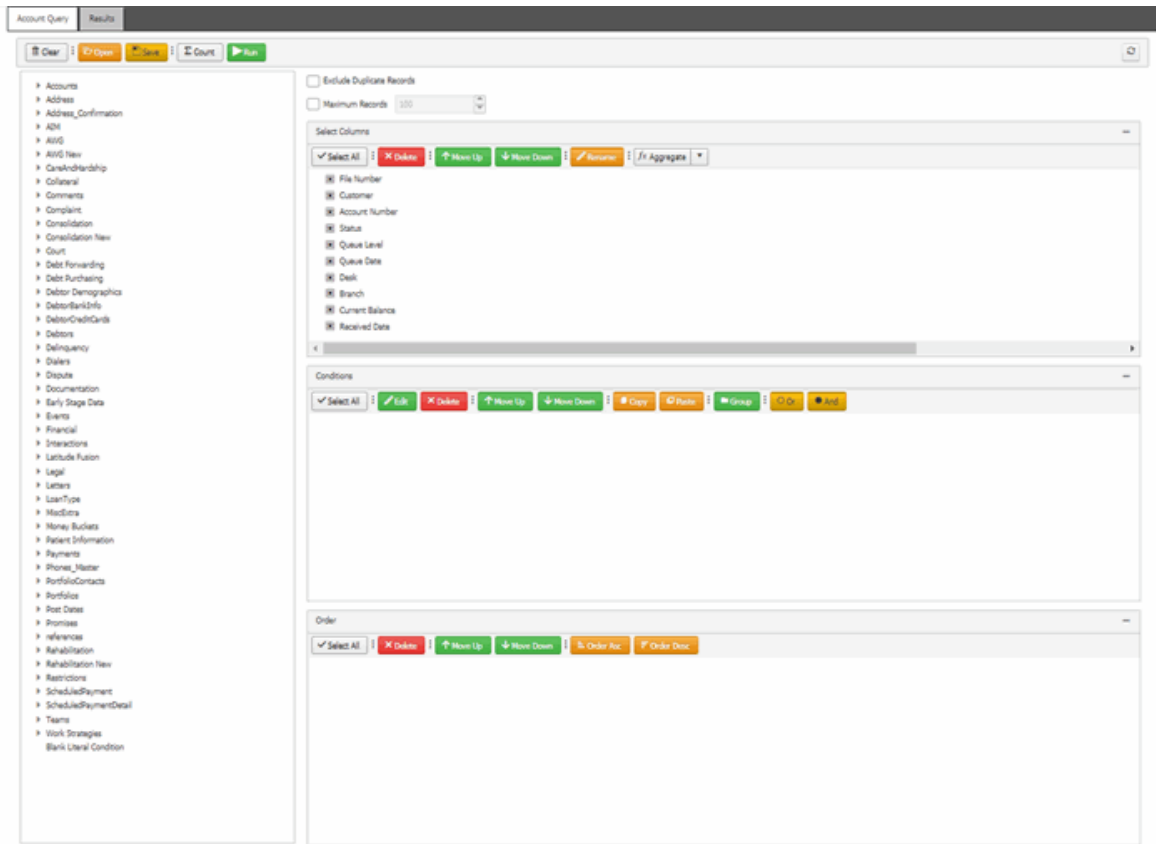 Account Query Results
Clear Open Save Count Run
Accounts
Address
Address_Confirmation
AIM
AWG
AWG New
CareAndHardship
Collateral
Comments
Complaint
Consolidation
Consolidation New
Court
Debt Forwarding
Debt Purchasing
Debtor Demographics
DebtorBankInfo
DebtorCreditCards
Debtors
Delinquency
Dialers
Dispute
Documentation
Early Stage Data
Events
Financial
Interactions
Latitude Fusion
Legal
Letters
LoanType
MiscExtra
Money Buckets
Patient Information
Payments
Phones_Master
PortfolioContacts
Portfolios
Post Dates
Promises
references
Rehabilitation
Rehabilitation New
Restrictions
ScheduledPayment
ScheduledPaymentDetail
Teams
Work Strategies
Blank Literal Condition
Exclude Duplicate Records
Maximum Records 100
Select Columns
Select All Delete Move Up Move Down Rename fx Aggregate
File Number
Customer
Account Number
Status
Queue Level
Queue Date
Desk
Branch
Current Balance
Received Date
Conditions
Select All Edit Delete Move Up Move Down Copy Paste Group Or And
Order
Select All Delete Move Up Move Down Order Asc Order Desc